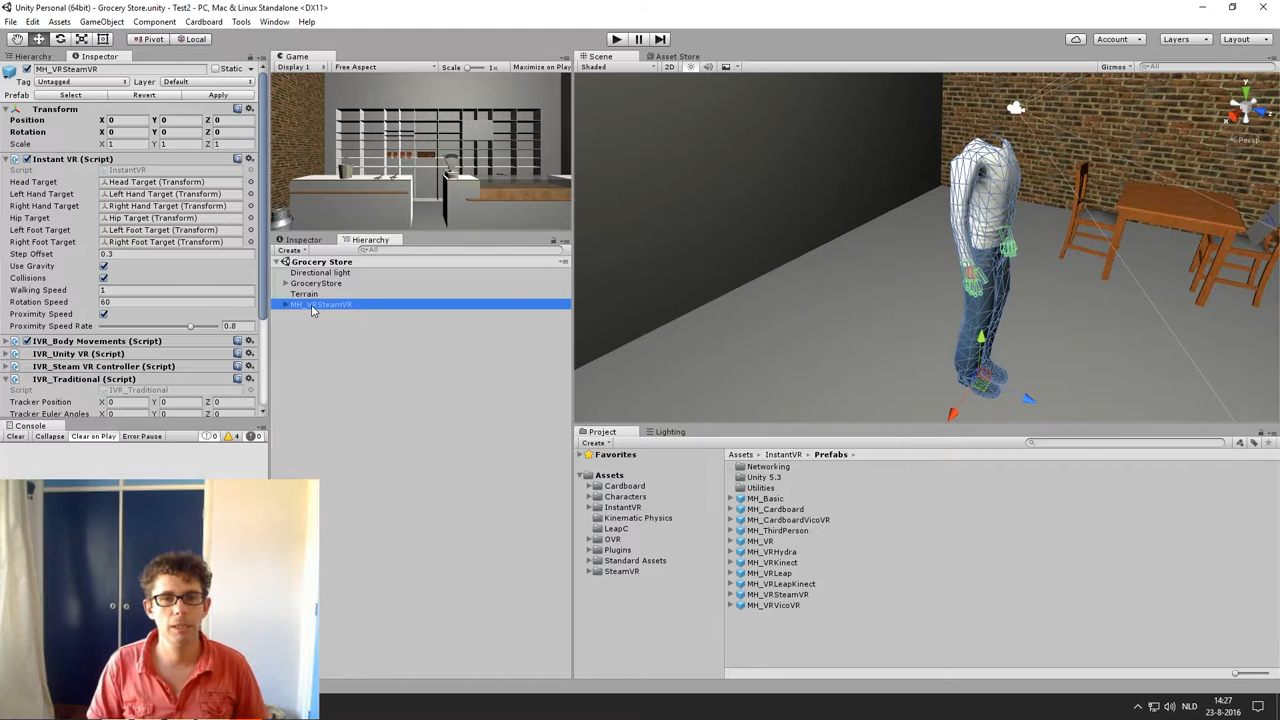 Unity Personal (64bit) - Grocery Store.unity - Test2 - PC, Mac & Linux Standalone <DX11>
File Edit Assets GameObject Component Cardboard Tools Window Help
Pivot Local Account Layers Layout
Hierarchy Inspector
MH_VRSteamVR Static
Tag Untagged Layer Default
Prefab Select Revert Apply
Transform
Position X 0 Y 0 Z 0
Rotation X 0 Y 0 Z 0
Scale X 1 Y 1 Z 1
Instant VR (Script)
Script InstantVR
Head Target Head Target (Transform)
Left Hand Target Left Hand Target (Transform)
Right Hand Target Right Hand Target (Transform)
Hip Target Hip Target (Transform)
Left Foot Target Left Foot Target (Transform)
Right Foot Target Right Foot Target (Transform)
Step Offset 0.3
Use Gravity
Collisions
Walking Speed 1
Rotation Speed 60
Proximity Speed
Proximity Speed Rate 0.8
IVR_Body Movements (Script)
IVR_Unity VR (Script)
IVR_Steam VR Controller (Script)
IVR_Traditional (Script)
Script IVR_Traditional
Tracker Position X 0 Y 0 Z 0
Tracker Euler Angles X 0 Y 0 Z 0
Console
Clear Collapse Clear on Play Error Pause 0 4 0
Game
Display 1 Free Aspect Scale 1x Maximize on Play
Inspector Hierarchy
Create All
Grocery Store
Directional light
GroceryStore
Terrain
MH_VRSteamVR
Scene Asset Store
Shaded 2D Gizmos All
y
x
z
Persp
Project Lighting
Create
Favorites
Assets
Cardboard
Characters
InstantVR
Kinematic Physics
LeapC
OVR
Plugins
Standard Assets
SteamVR
Assets InstantVR Prefabs
Networking
Unity 5.3
Utilities
MH_Basic
MH_Cardboard
MH_CardboardVicoVR
MH_ThirdPerson
MH_VR
MH_VRHydra
MH_VRKinect
MH_VRLeap
MH_VRLeapKinect
MH_VRSteamVR
MH_VRVicoVR
NLD
14:27
23-8-2016